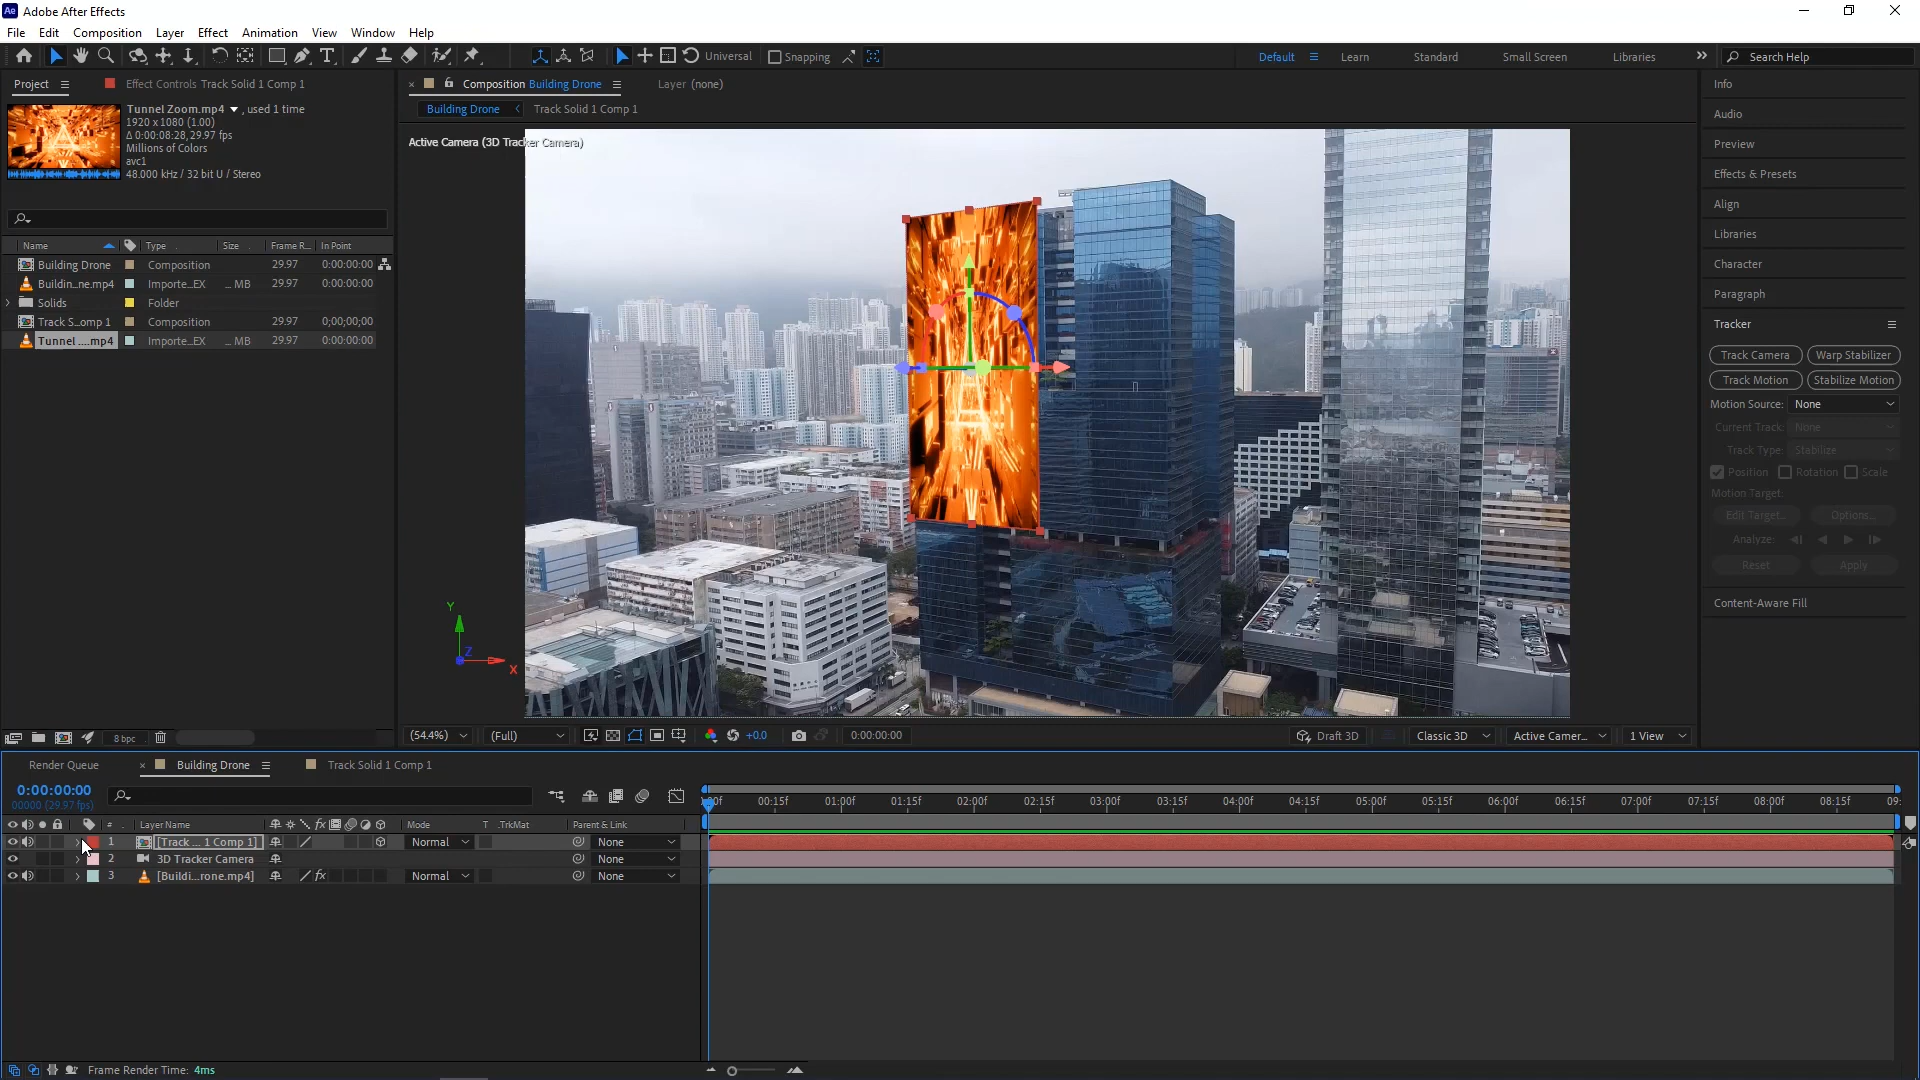 Ae Adobe After Effects
File Edit Composition Layer Effect Animation View Window Help
Universal Snapping Default Learn Standard Small Screen Libraries Search Help
Project Effect Controls Track Solid 1 Comp 1
Composition Building Drone Layer (none)
Building Drone Track Solid 1 Comp 1
Tunnel Zoom.mp4 , used 1 time
1920 x 1080 (1.00)
Δ 0:00:08:28, 29.97 fps
Millions of Colors
avc1
48.000 kHz / 32 bit U / Stereo
Name Type Size Frame R... In Point
Building Drone Composition 29.97 0:00:00:00
Buildin...ne.mp4 Importe...EX ... MB 29.97 0:00:00:00
Solids Folder
Track S...omp 1 Composition 29.97 0;00;00;00
Tunnel ....mp4 Importe...EX ... MB 29.97 0:00:00:00
8 bpc
Active Camera (3D Tracker Camera)
Y
Z
X
(54.4%) (Full) +0.0 0:00:00:00 Draft 3D Classic 3D Active Camer... 1 View
Info
Audio
Preview
Effects & Presets
Align
Libraries
Character
Paragraph
Tracker
Track Camera Warp Stabilizer
Track Motion Stabilize Motion
Motion Source: None
Current Track: None
Track Type: Stabilize
Position Rotation Scale
Motion Target:
Edit Target... Options...
Analyze:
Reset Apply
Content-Aware Fill
Render Queue Building Drone Track Solid 1 Comp 1
0:00:00:00
00000 (29.97 fps)
:00f 00:15f 01:00f 01:15f 02:00f 02:15f 03:00f 03:15f 04:00f 04:15f 05:00f 05:15f 06:00f 06:15f 07:00f 07:15f 08:00f 08:15f 09:
# Layer Name fx Mode T .TrkMat Parent & Link
1 [Track ... 1 Comp 1] Normal None
2 3D Tracker Camera None
3 [Buildi...rone.mp4] fx Normal None
Frame Render Time: 4ms